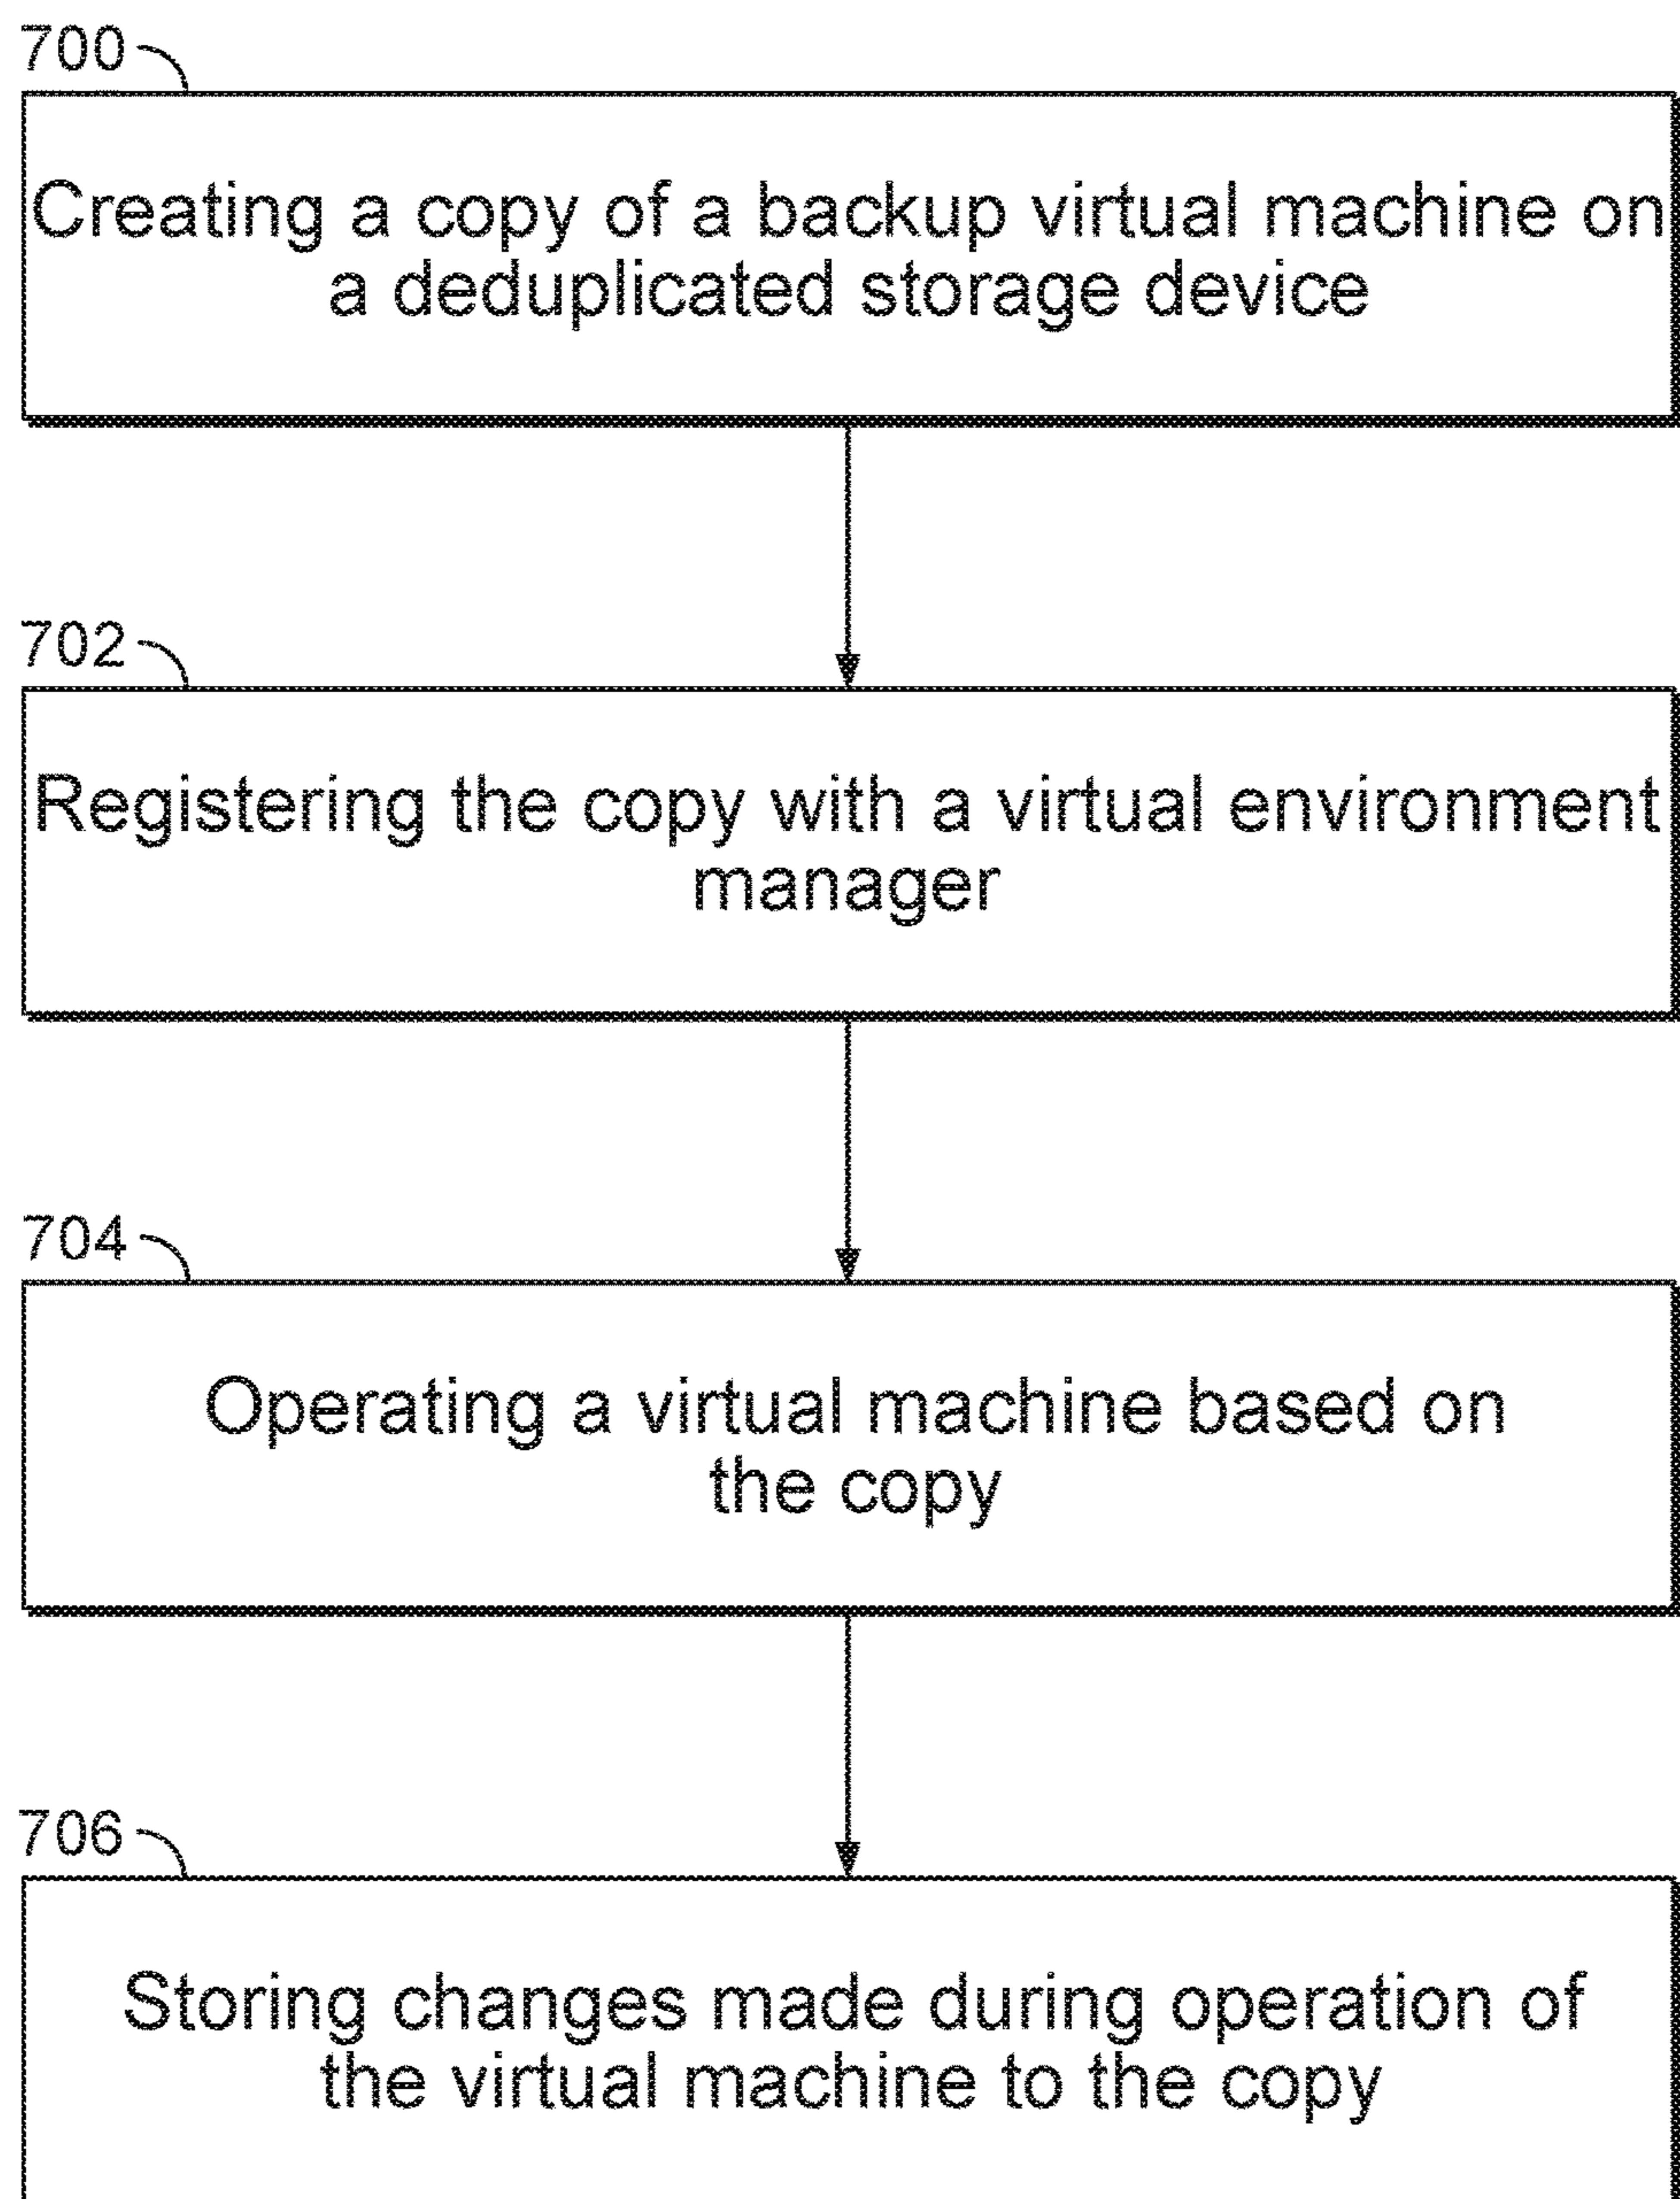 700
Creating a copy of a backup virtual machine on
a deduplicated storage device
702
Registering the copy with a virtual environment
manager
704
Operating a virtual machine based on
the copy
706
Storing changes made during operation of
the virtual machine to the copy